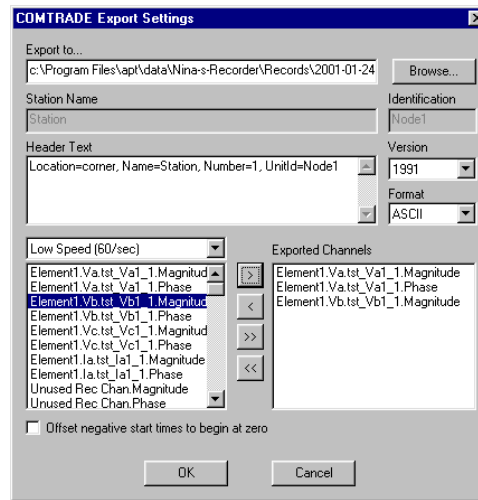 COMTRADE Export Settings
Export to...
c:\Program Files\apt\data\Nina-s-Recorder\Records\2001-01-24
Browse...
Station Name
Identification
Station
Node1
Header Text
Version
Location=corner, Name=Station, Number=1, UnitId=Node1
1991
Format
ASCII
Low Speed (60/sec)
Exported Channels
Element1.Va.tst_Va1_1.Magnitud
Element1.Va.tst_Va1_1.Phase
Element1.Vb.tst_Vb1_1.Magnitud
Element1.Vb.tst_Vb1_1.Phase
Element1.Vc.tst_Vc1_1.Magnitud
Element1.Vc.tst_Vc1_1.Phase
Element1.Ia.tst_Ia1_1.Magnitude
Element1.Ia.tst_Ia1_1.Phase
Unused Rec Chan.Magnitude
Unused Rec Chan.Phase
>
<
>>
<<
Element1.Va.tst_Va1_1.Magnitude
Element1.Va.tst_Va1_1.Phase
Element1.Vb.tst_Vb1_1.Magnitude
Offset negative start times to begin at zero
OK
Cancel